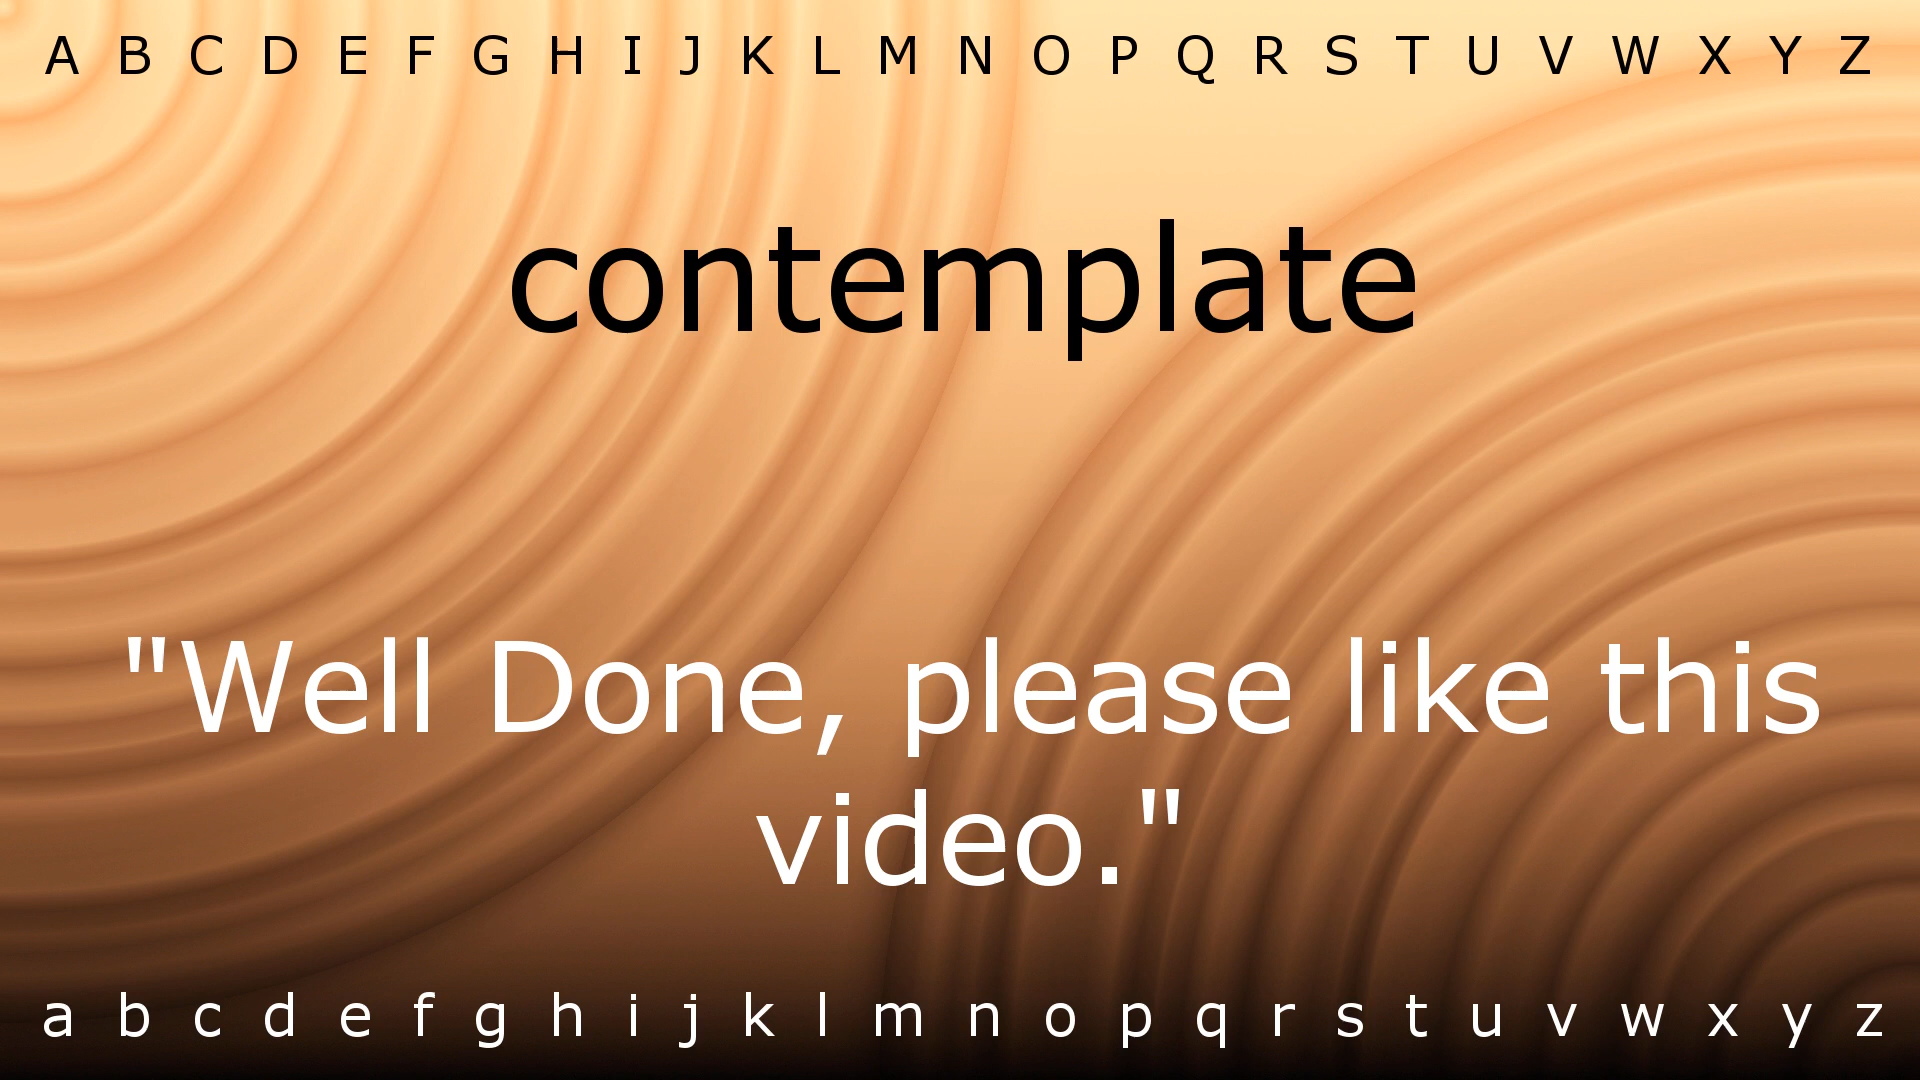 A B C D E F G H I J K L M N O P Q R S T U V W X Y Z
contemplate
"Well Done, please like this
video."
a b c d e f g h i j k l m n o p q r s t u v w x y z